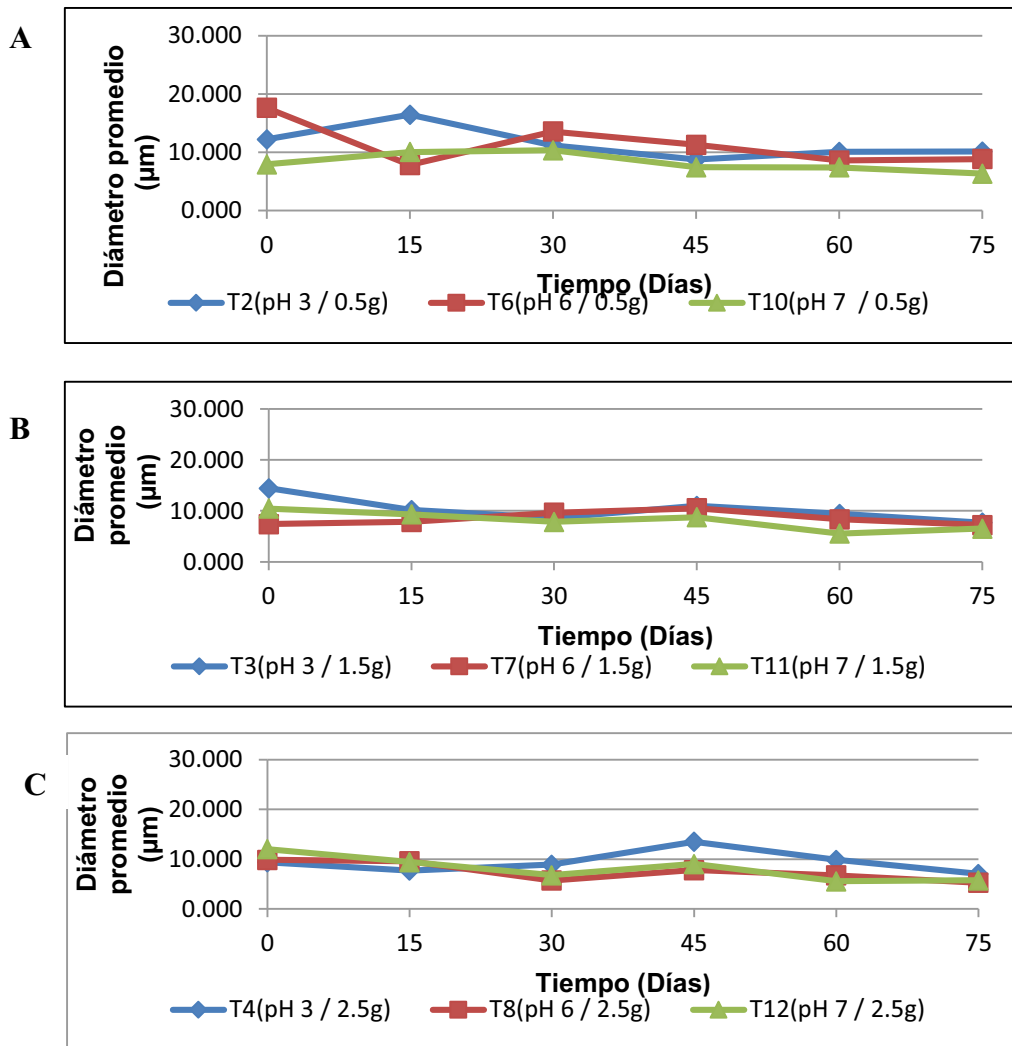 A
Diámetro promedio
(µm)
30.000
20.000
10.000
0.000
0 15 30 45 60 75
Tiempo (Días)
T2(pH 3 / 0.5g) T6(pH 6 / 0.5g) T10(pH 7 / 0.5g)
B
Diámetro
promedio
(µm)
30.000
20.000
10.000
0.000
0 15 30 45 60 75
Tiempo (Días)
T3(pH 3 / 1.5g) T7(pH 6 / 1.5g) T11(pH 7 / 1.5g)
C
Diámetro
promedio
(µm)
30.000
20.000
10.000
0.000
0 15 30 45 60 75
Tiempo (Días)
T4(pH 3 / 2.5g) T8(pH 6 / 2.5g) T12(pH 7 / 2.5g)